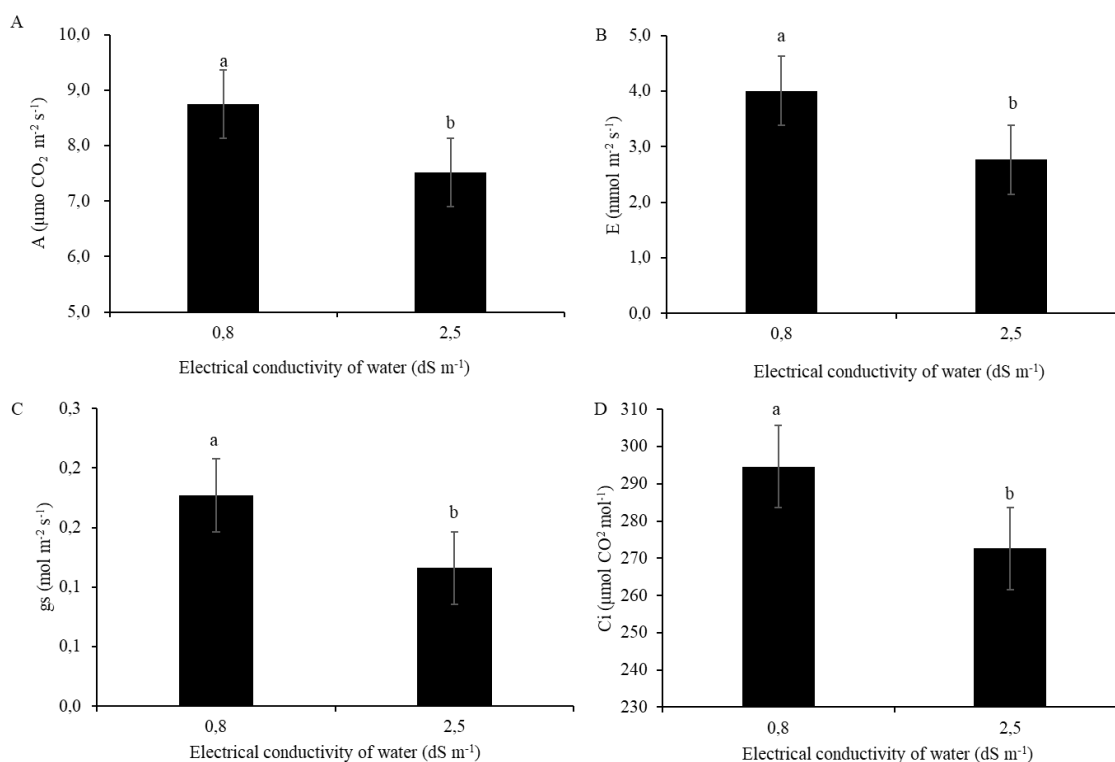 A
10,0
9,0
8,0
7,0
6,0
5,0
A (µmo CO₂ m⁻² s⁻¹)
a
b
0,8
2,5
Electrical conductivity of water (dS m⁻¹)
B
5,0
4,0
3,0
2,0
1,0
0,0
E (mmol m⁻² s⁻¹)
a
b
0,8
2,5
Electrical conductivity of water (dS m⁻¹)
C
0,3
0,2
0,2
0,1
0,1
0,0
gs (mol m⁻² s⁻¹)
a
b
0,8
2,5
Electrical conductivity of water (dS m⁻¹)
D
310
300
290
280
270
260
250
240
230
Ci (µmol CO² mol⁻¹)
a
b
0,8
2,5
Electrical conductivity of water (dS m⁻¹)